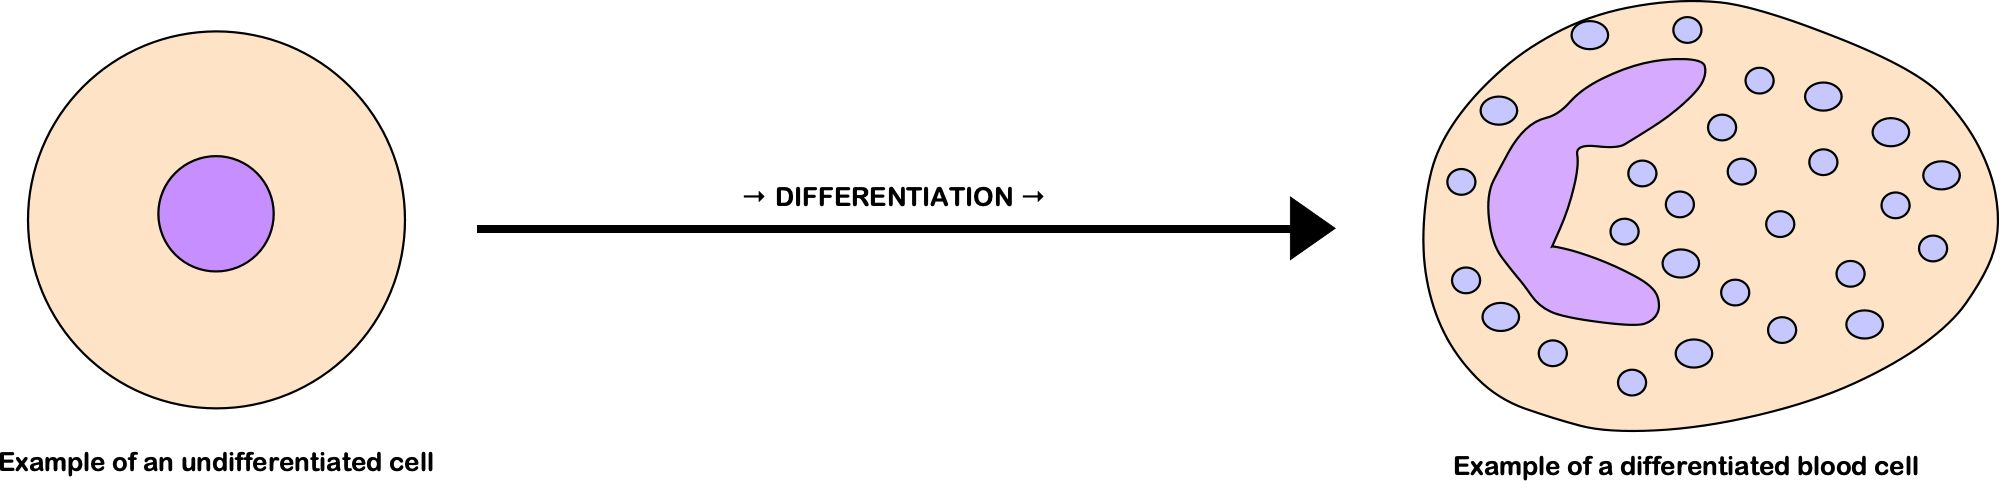 → DIFFERENTIATION →
Example of an undifferentiated cell
Example of a differentiated blood cell